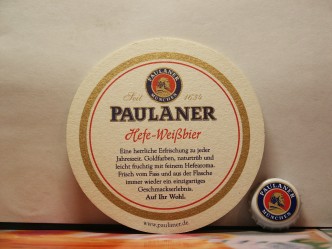 PAULANER
MÜNCHEN
Seit 1634
PAULANER
Hefe-Weißbier
Eine herrliche Erfrischung zu jeder
Jahreszeit. Goldfarben, naturtrüb und
leicht fruchtig mit feinem Hefearoma.
Frisch vom Fass und aus der Flasche
immer wieder ein einzigartiges
Geschmackserlebnis.
Auf Ihr Wohl.
www.paulaner.de
PAULANER
MÜNCHEN